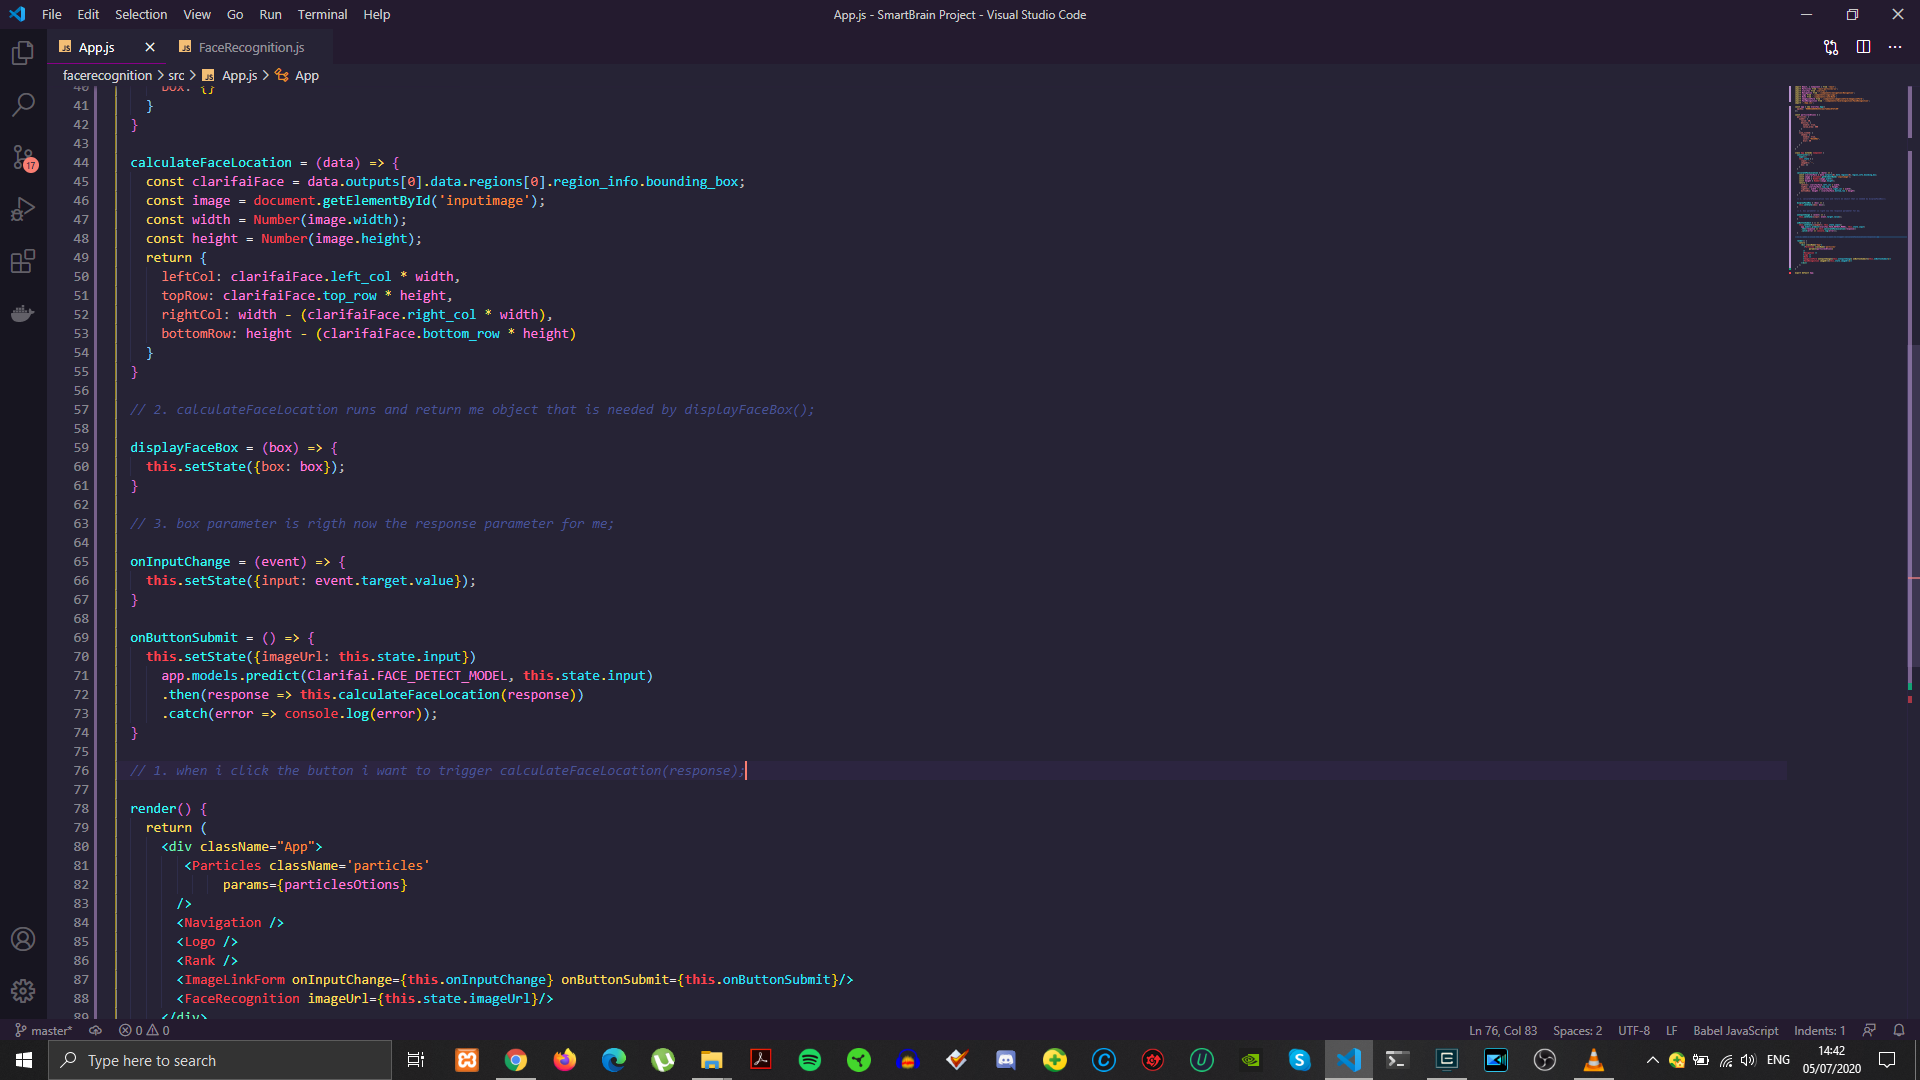 File Edit Selection View Go Run Terminal Help
App.js - SmartBrain Project - Visual Studio Code
JS App.js
JS FaceRecognition.js
facerecognition > src > JS App.js > App
40 box: {}
41 }
42 }
43
44 calculateFaceLocation = (data) => {
45 const clarifaiFace = data.outputs[0].data.regions[0].region_info.bounding_box;
46 const image = document.getElementById('inputimage');
47 const width = Number(image.width);
48 const height = Number(image.height);
49 return {
50 leftCol: clarifaiFace.left_col * width,
51 topRow: clarifaiFace.top_row * height,
52 rightCol: width - (clarifaiFace.right_col * width),
53 bottomRow: height - (clarifaiFace.bottom_row * height)
54 }
55 }
56
57 // 2. calculateFaceLocation runs and return me object that is needed by displayFaceBox();
58
59 displayFaceBox = (box) => {
60 this.setState({box: box});
61 }
62
63 // 3. box parameter is rigth now the response parameter for me;
64
65 onInputChange = (event) => {
66 this.setState({input: event.target.value});
67 }
68
69 onButtonSubmit = () => {
70 this.setState({imageUrl: this.state.input})
71 app.models.predict(Clarifai.FACE_DETECT_MODEL, this.state.input)
72 .then(response => this.calculateFaceLocation(response))
73 .catch(error => console.log(error));
74 }
75
76 // 1. when i click the button i want to trigger calculateFaceLocation(response);
77
78 render() {
79 return (
80 <div className="App">
81 <Particles className='particles'
82 params={particlesOtions}
83 />
84 <Navigation />
85 <Logo />
86 <Rank />
87 <ImageLinkForm onInputChange={this.onInputChange} onButtonSubmit={this.onButtonSubmit}/>
88 <FaceRecognition imageUrl={this.state.imageUrl}/>
89 </div>
17
master* 0 0
Ln 76, Col 83 Spaces: 2 UTF-8 LF Babel JavaScript Indents: 1
Type here to search
ENG
14:42
05/07/2020